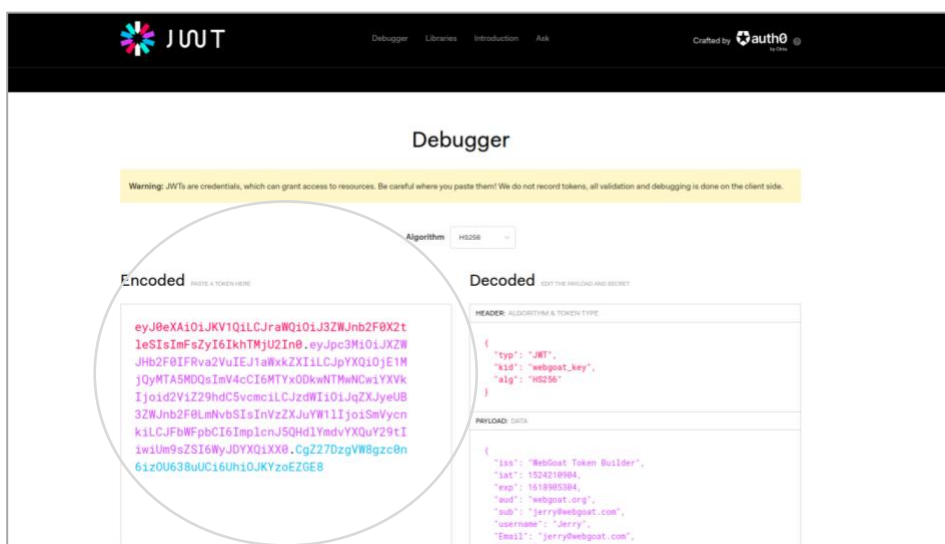 JWT
Debugger Libraries Introduction Ask
Crafted by auth0
by Okta
Debugger
Warning: JWTs are credentials, which can grant access to resources. Be careful where you paste them! We do not record tokens, all validation and debugging is done on the client side.
Algorithm HS256
Encoded PASTE A TOKEN HERE
eyJ0eXAiOiJKV1QiLCJraWQiOiJ3ZWJnb2F0X2t
leSIsImFsZyI6IkhTMjU2In0.eyJpc3MiOiJXZW
JHb2F0IFRva2VuIEJ1aWxkZXIiLCJpYXQiOjE1M
jQyMTA5MDQsImV4cCI6MTYxODkwNTMwNCwiYXVk
Ijoid2ViZ29hdC5vcmciLCJzdWIiOiJqZXJyeUB
3ZWJnb2F0LmNvbSIsInVzZXJuYW1lIjoiSmVycn
kiLCJFbWFpbCI6ImplcnJ5QHdlYmdvYXQuY29tI
iwiUm9sZSI6WyJDYXQiXX0.CgZ27DzgVW8gzc0n
6izOU638uUCi6UhiOJKYzoEZGE8
Decoded EDIT THE PAYLOAD AND SECRET
HEADER: ALGORITHM & TOKEN TYPE
{
"typ": "JWT",
"kid": "webgoat_key",
"alg": "HS256"
}
PAYLOAD: DATA
{
"iss": "WebGoat Token Builder",
"iat": 1524210904,
"exp": 1618905304,
"aud": "webgoat.org",
"sub": "jerry@webgoat.com",
"username": "Jerry",
"Email": "jerry@webgoat.com",